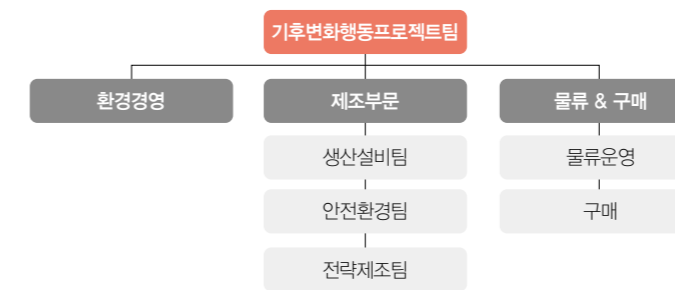 기후변화행동프로젝트팀
환경경영
제조부문
물류 & 구매
생산설비팀
물류운영
안전환경팀
구매
전략제조팀